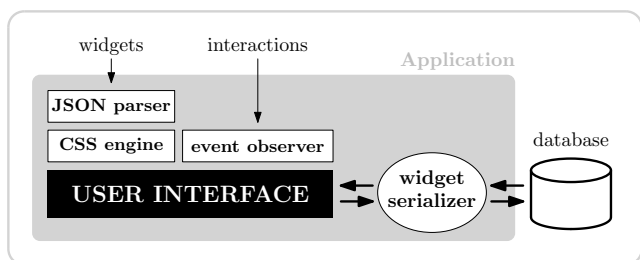 widgets
interactions
Application
JSON parser
CSS engine
event observer
database
USER INTERFACE
widget
serializer